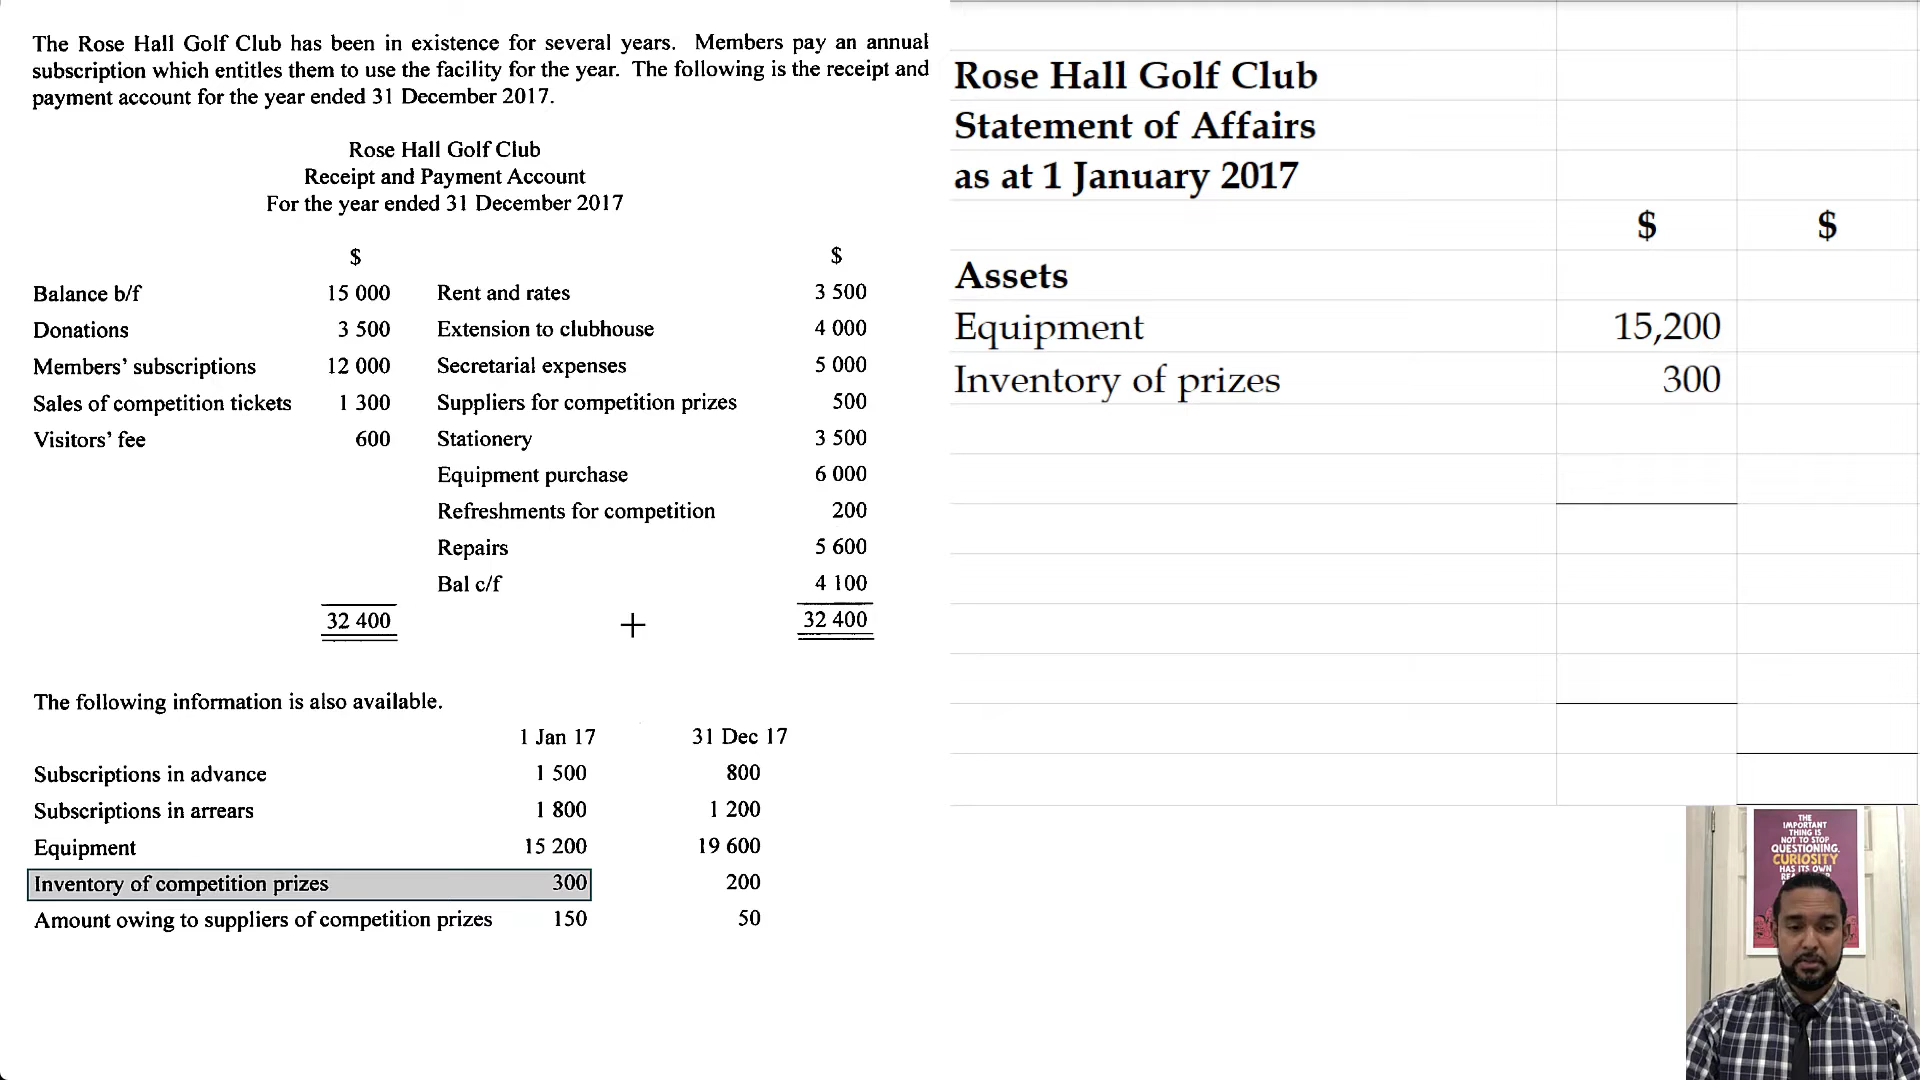 The Rose Hall Golf Club has been in existence for several years. Members pay an annual
subscription which entitles them to use the facility for the year. The following is the receipt and
payment account for the year ended 31 December 2017.
Rose Hall Golf Club
Receipt and Payment Account
For the year ended 31 December 2017
$ $
Balance b/f 15 000 Rent and rates 3 500
Donations 3 500 Extension to clubhouse 4 000
Members' subscriptions 12 000 Secretarial expenses 5 000
Sales of competition tickets 1 300 Suppliers for competition prizes 500
Visitors' fee 600 Stationery 3 500
Equipment purchase 6 000
Refreshments for competition 200
Repairs 5 600
Bal c/f 4 100
32 400 32 400
The following information is also available.
1 Jan 17 31 Dec 17
Subscriptions in advance 1 500 800
Subscriptions in arrears 1 800 1 200
Equipment 15 200 19 600
Inventory of competition prizes 300 200
Amount owing to suppliers of competition prizes 150 50
Rose Hall Golf Club
Statement of Affairs
as at 1 January 2017
$ $
Assets
Equipment 15,200
Inventory of prizes 300
THE
IMPORTANT
THING IS
NOT TO STOP
QUESTIONING.
CURIOSITY
HAS ITS OWN